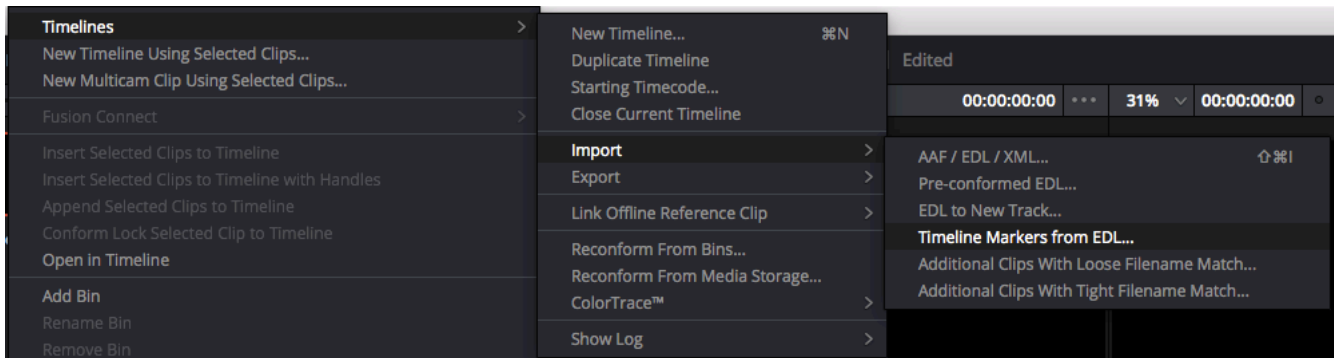 Timelines >
New Timeline Using Selected Clips...
New Multicam Clip Using Selected Clips...
Fusion Connect >
Insert Selected Clips to Timeline
Insert Selected Clips to Timeline with Handles
Append Selected Clips to Timeline
Conform Lock Selected Clip to Timeline
Open in Timeline
Add Bin
Rename Bin
Remove Bin
New Timeline... ⌘N
Duplicate Timeline
Starting Timecode...
Close Current Timeline
Import >
Export >
Link Offline Reference Clip >
Reconform From Bins...
Reconform From Media Storage...
ColorTrace™ >
Show Log >
Edited
00:00:00:00 ••• 31% 00:00:00:00
AAF / EDL / XML... ⇧⌘I
Pre-conformed EDL...
EDL to New Track...
Timeline Markers from EDL...
Additional Clips With Loose Filename Match...
Additional Clips With Tight Filename Match...